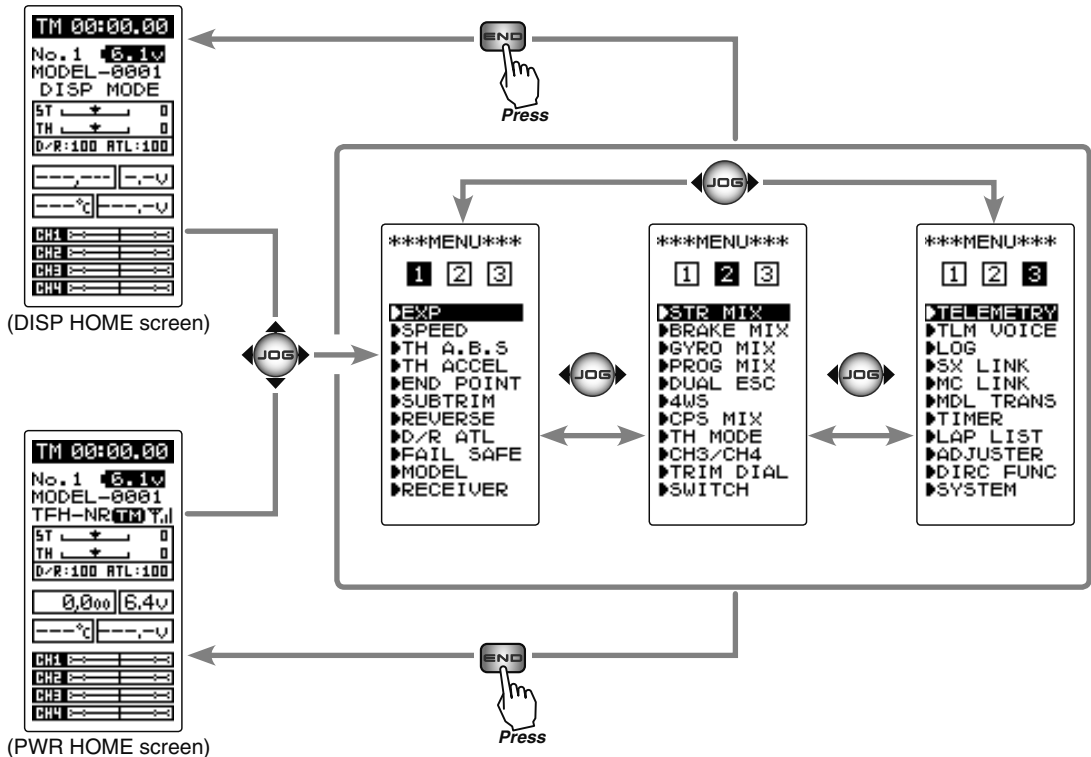 TM 00:00.00
No.1 6.1v
MODEL-0001
DISP MODE
ST 0
TH 0
D/R:100 ATL:100
---,--- -.-v
---℃ ---.-v
CH1
CH2
CH3
CH4
(DISP HOME screen)
END
Press
JOG
JOG
***MENU***
1 2 3
EXP
SPEED
TH A.B.S
TH ACCEL
END POINT
SUBTRIM
REVERSE
D/R ATL
FAIL SAFE
MODEL
RECEIVER
JOG
***MENU***
1 2 3
STR MIX
BRAKE MIX
GYRO MIX
PROG MIX
DUAL ESC
4WS
CPS MIX
TH MODE
CH3/CH4
TRIM DIAL
SWITCH
JOG
***MENU***
1 2 3
TELEMETRY
TLM VOICE
LOG
SX LINK
MC LINK
MDL TRANS
TIMER
LAP LIST
ADJUSTER
DIRC FUNC
SYSTEM
TM 00:00.00
No.1 6.1v
MODEL-0001
TFH-NR TM
ST 0
TH 0
D/R:100 ATL:100
0,000 6.4v
---℃ ---.-v
CH1
CH2
CH3
CH4
(PWR HOME screen)
END
Press